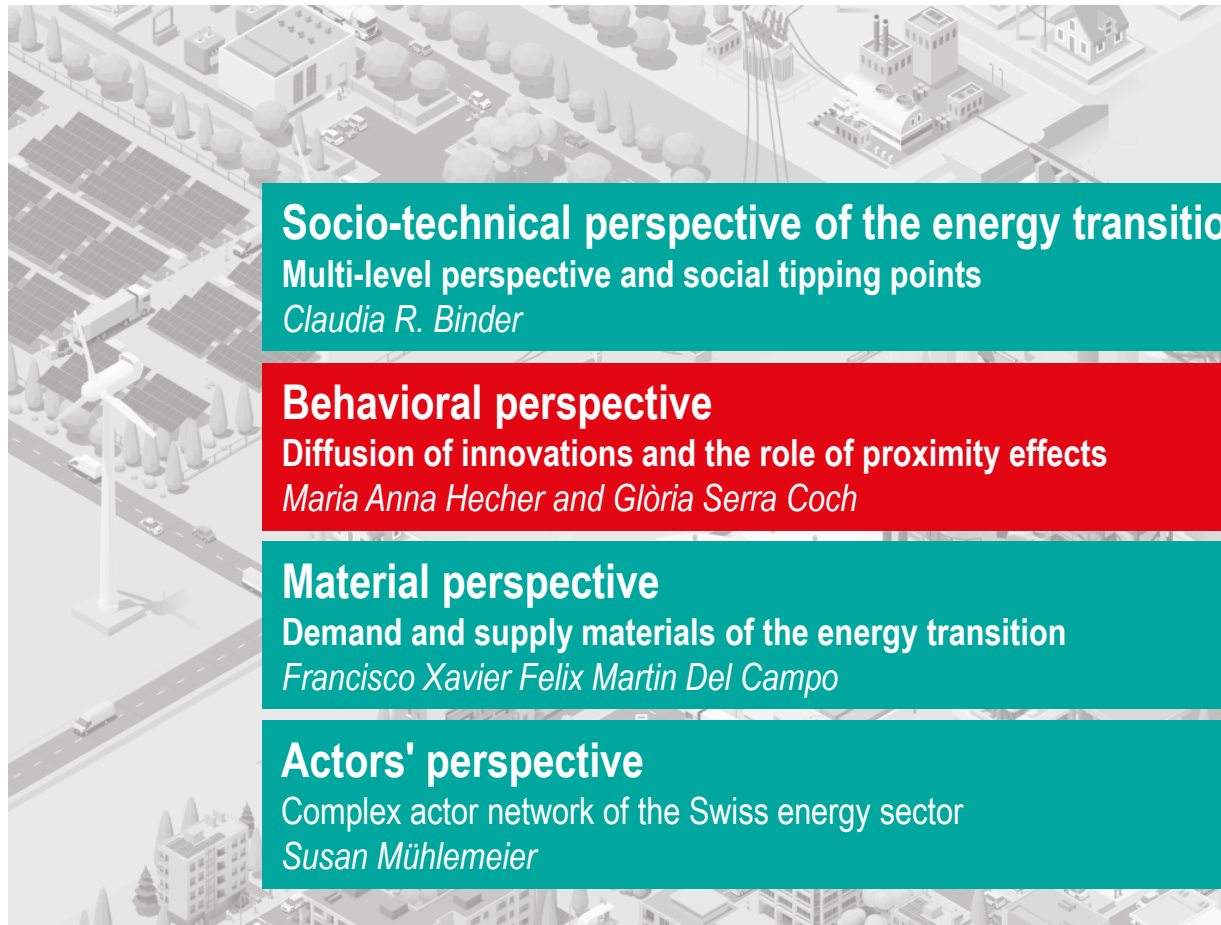 Socio-technical perspective of the energy transitio
Multi-level perspective and social tipping points
Claudia R. Binder
Behavioral perspective
Diffusion of innovations and the role of proximity effects
Maria Anna Hecher and Glòria Serra Coch
Material perspective
Demand and supply materials of the energy transition
Francisco Xavier Felix Martin Del Campo
Actors' perspective
Complex actor network of the Swiss energy sector
Susan Mühlemeier